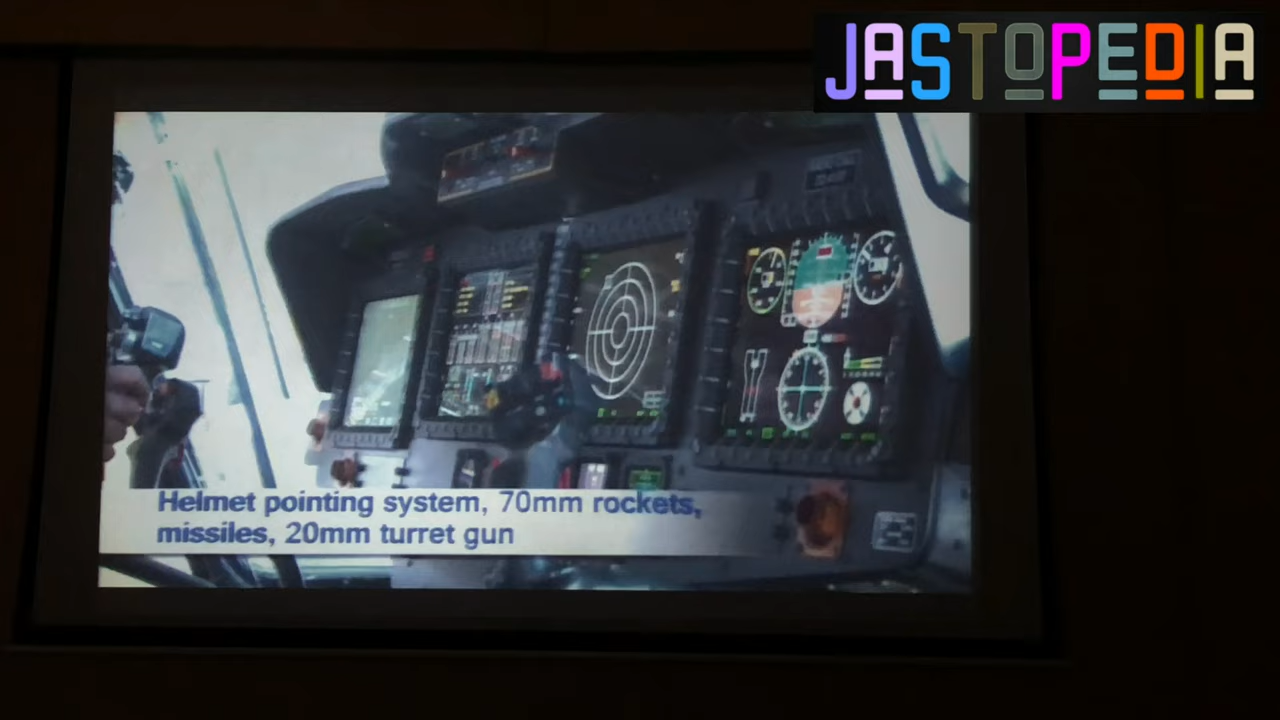 JASTOPEDIA
Helmet pointing system, 70mm rockets,
missiles, 20mm turret gun